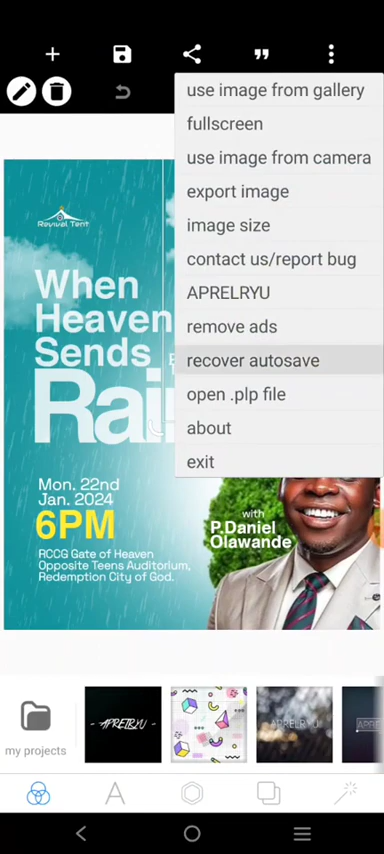 use image from gallery
fullscreen
use image from camera
export image
image size
contact us/report bug
APRELRYU
remove ads
recover autosave
open .plp file
about
exit
Revival Tent
When
Heaven
Sends
Rai
Mon. 22nd
Jan. 2024
6PM
RCCG Gate of Heaven
Opposite Teens Auditorium,
Redemption City of God.
with
P.Daniel
Olawande
my projects
- APRELRYU -
APRELRYU